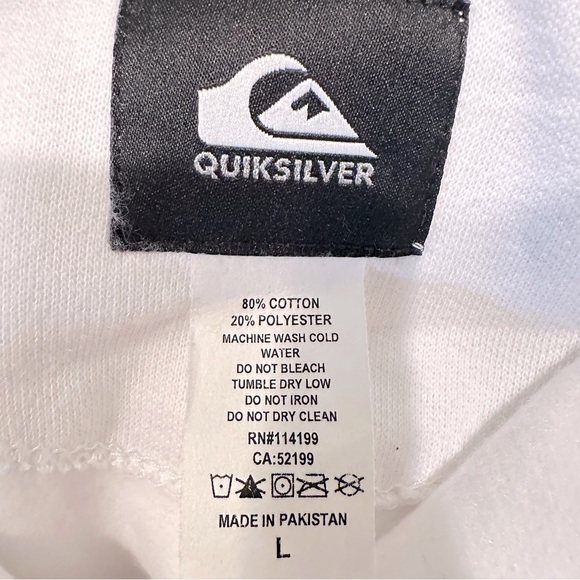 QUIKSILVER
80% COTTON
20% POLYESTER
MACHINE WASH COLD
WATER
DO NOT BLEACH
TUMBLE DRY LOW
DO NOT IRON
DO NOT DRY CLEAN
RN#114199
CA:52199
MADE IN PAKISTAN
L